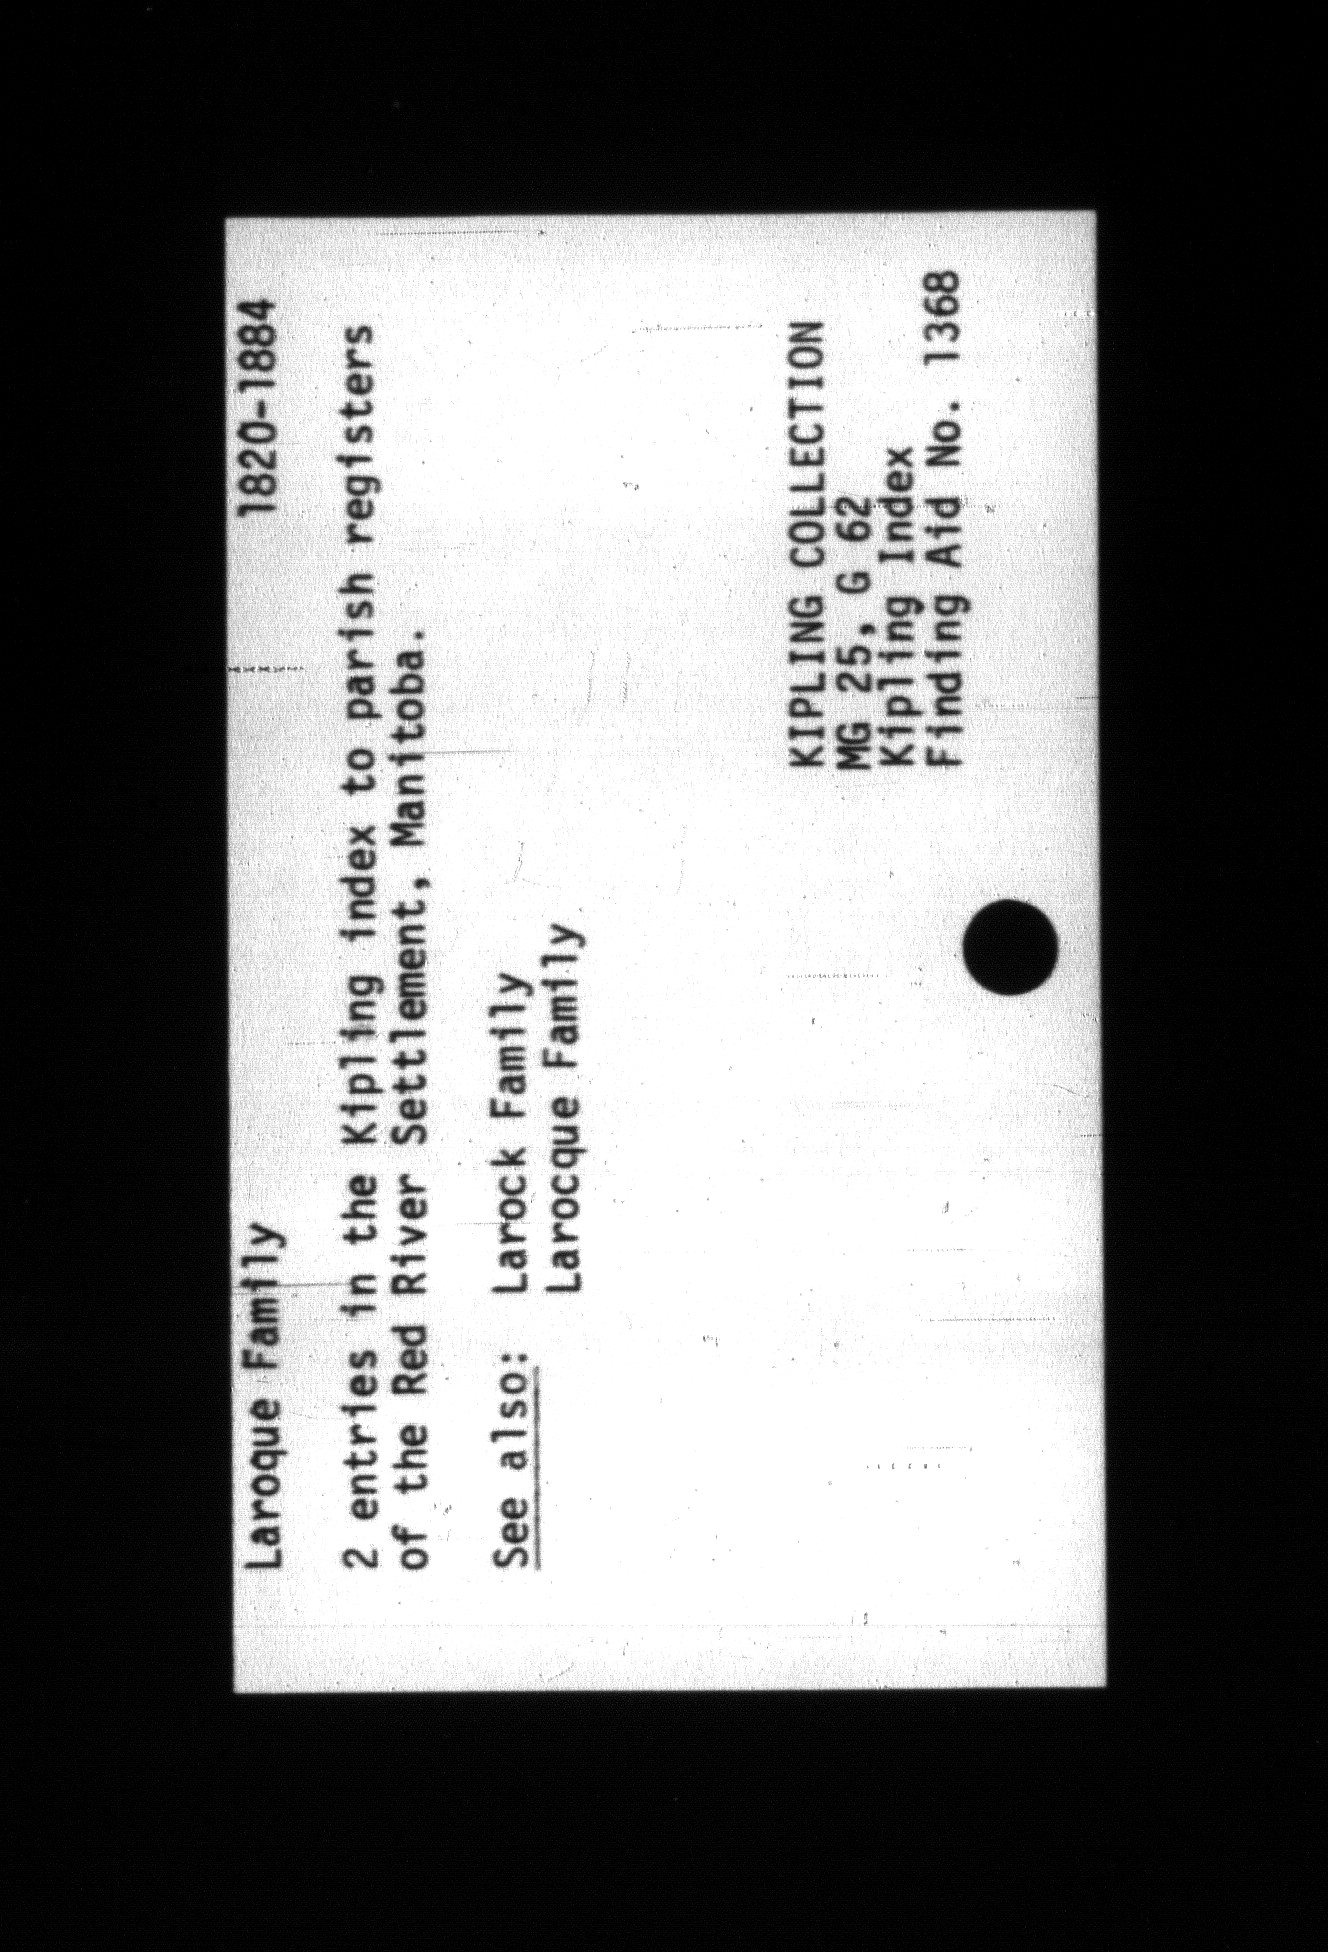 Laroque Family 1820-1884
2 entries in the Kipling index to parish registers
of the Red River Settlement, Manitoba.
See also: Larock Family
Larocque Family
KIPLING COLLECTION
MG 25, G 62
Kipling Index
Finding Aid No. 1368